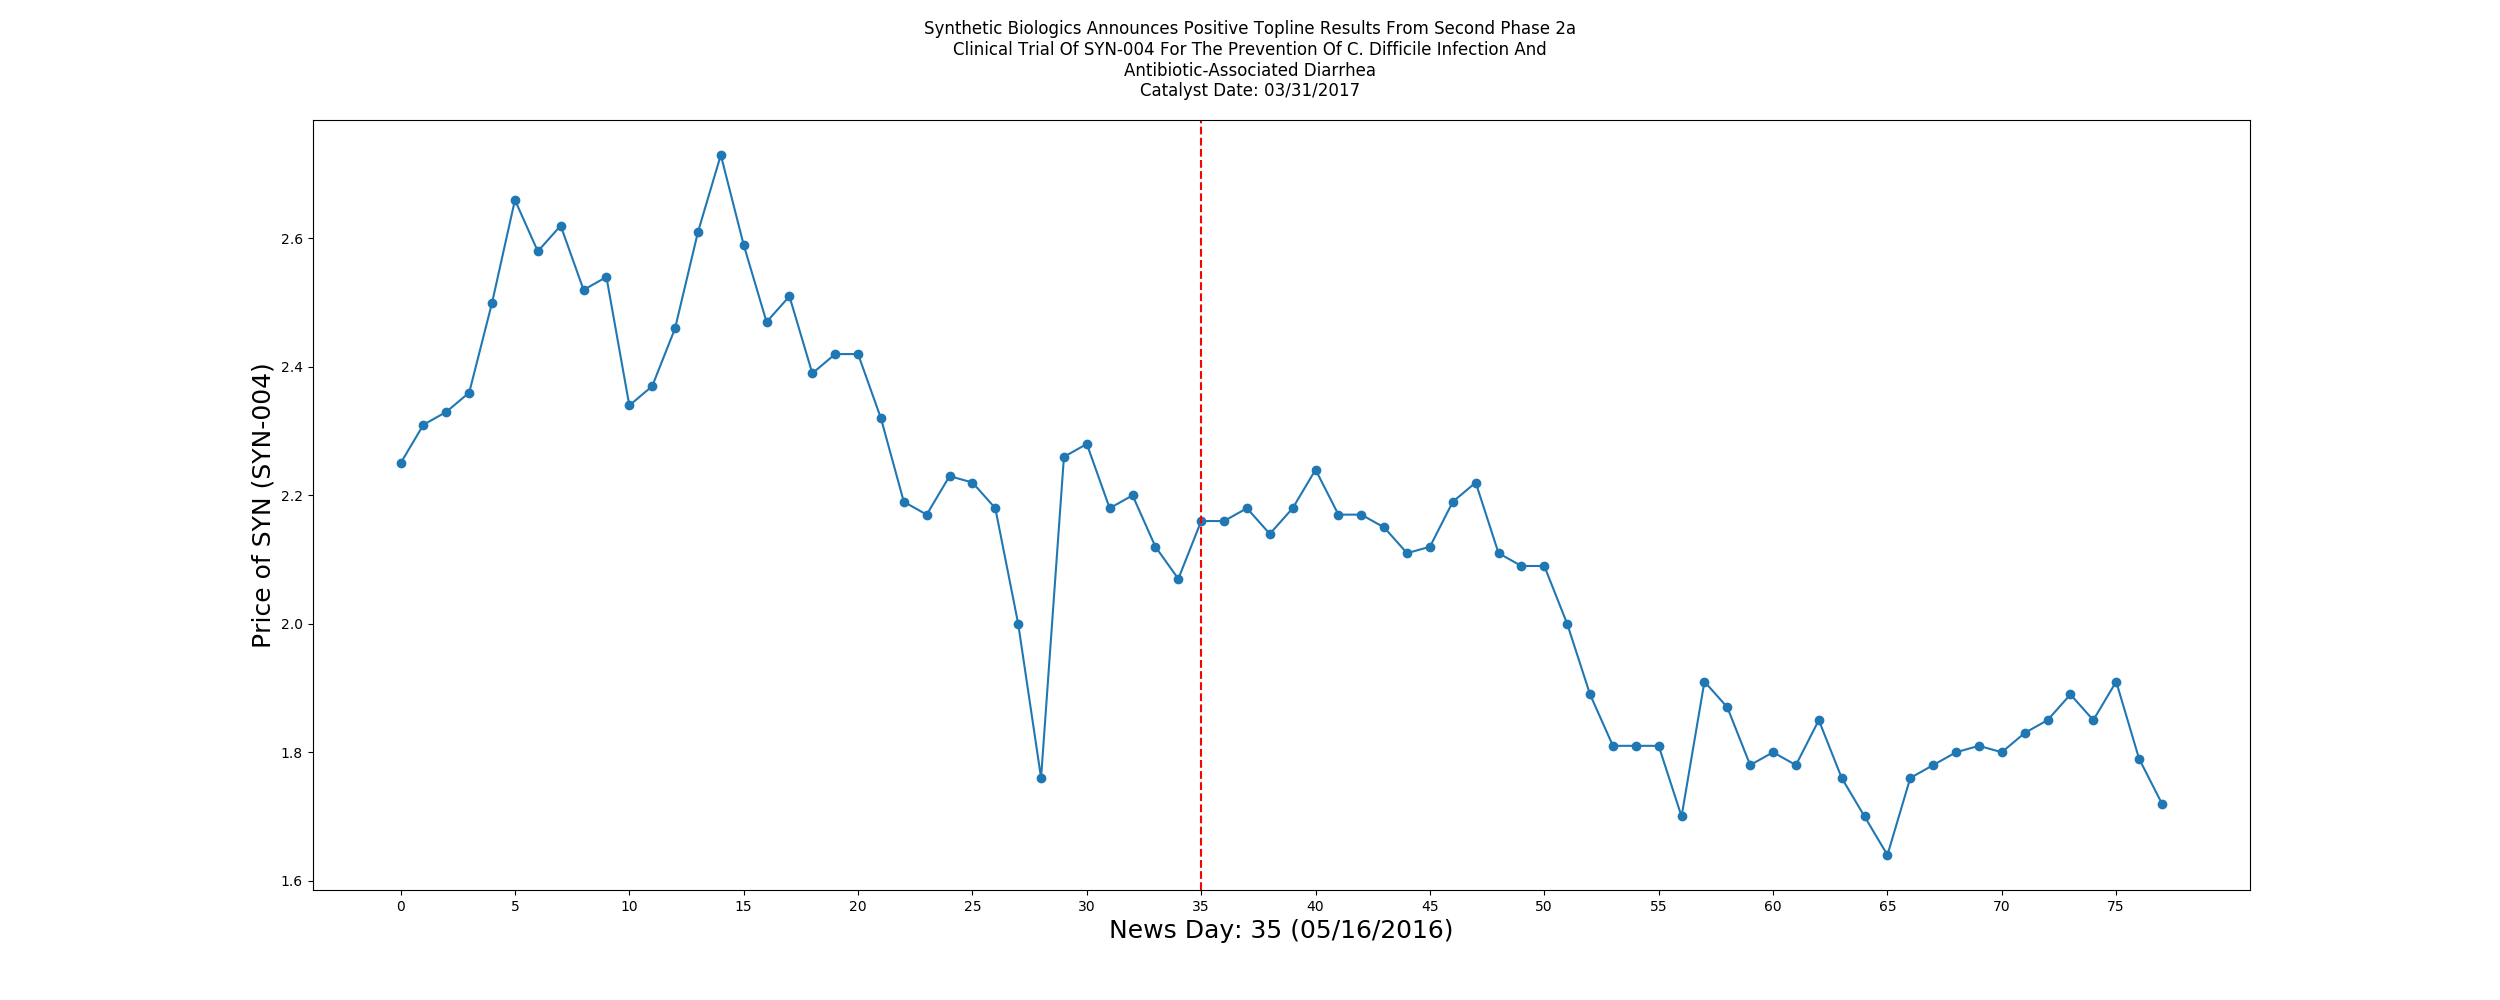 Synthetic Biologics Announces Positive Topline Results From Second Phase 2a
Clinical Trial Of SYN-004 For The Prevention Of C. Difficile Infection And
Antibiotic-Associated Diarrhea
Catalyst Date: 03/31/2017
Price of SYN (SYN-004)
2.6
2.4
2.2
2.0
1.8
1.6
0 5 10 15 20 25 30 35 40 45 50 55 60 65 70 75
News Day: 35 (05/16/2016)